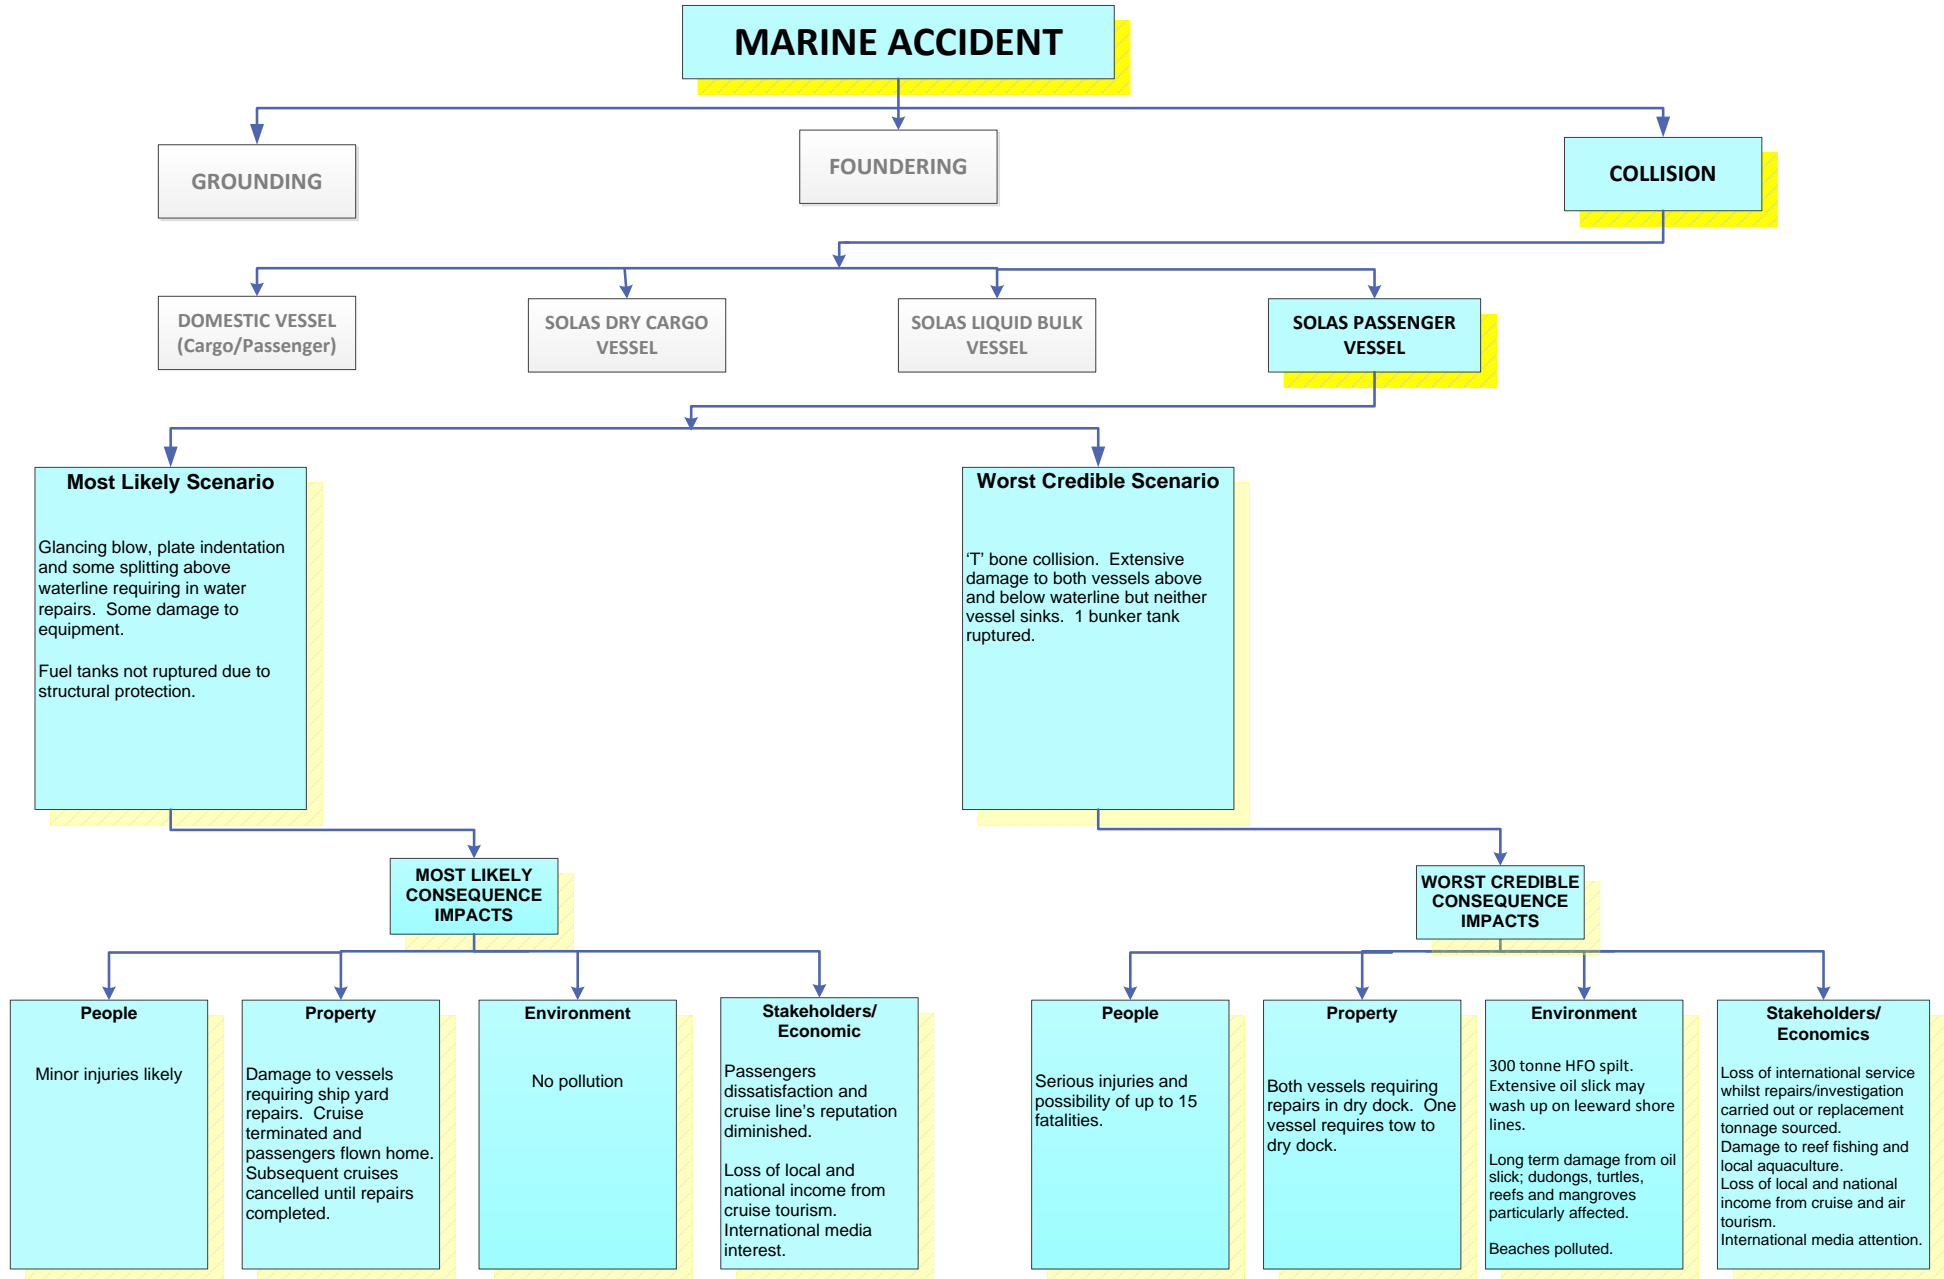 MARINE ACCIDENT
GROUNDING
FOUNDERING
COLLISION
DOMESTIC VESSEL
(Cargo/Passenger)
SOLAS DRY CARGO
VESSEL
SOLAS LIQUID BULK
VESSEL
SOLAS PASSENGER
VESSEL
Most Likely Scenario
Glancing blow, plate indentation
and some splitting above
waterline requiring in water
repairs.  Some damage to
equipment.
Fuel tanks not ruptured due to
structural protection.
Worst Credible Scenario
‘T’ bone collision.  Extensive
damage to both vessels above
and below waterline but neither
vessel sinks.  1 bunker tank
ruptured.
MOST LIKELY
CONSEQUENCE
IMPACTS
WORST CREDIBLE
CONSEQUENCE
IMPACTS
People
Minor injuries likely
Property
Damage to vessels
requiring ship yard
repairs.  Cruise
terminated and
passengers flown home.
Subsequent cruises
cancelled until repairs
completed.
Environment
No pollution
Stakeholders/
Economic
Passengers
dissatisfaction and
cruise line’s reputation
diminished.
Loss of local and
national income from
cruise tourism.
International media
interest.
People
Serious injuries and
possibility of up to 15
fatalities.
Property
Both vessels requiring
repairs in dry dock.  One
vessel requires tow to
dry dock.
Environment
300 tonne HFO spilt.
Extensive oil slick may
wash up on leeward shore
lines.
Long term damage from oil
slick; dudongs, turtles,
reefs and mangroves
particularly affected.
Beaches polluted.
Stakeholders/
Economics
Loss of international service
whilst repairs/investigation
carried out or replacement
tonnage sourced.
Damage to reef fishing and
local aquaculture.
Loss of local and national
income from cruise and air
tourism.
International media attention.